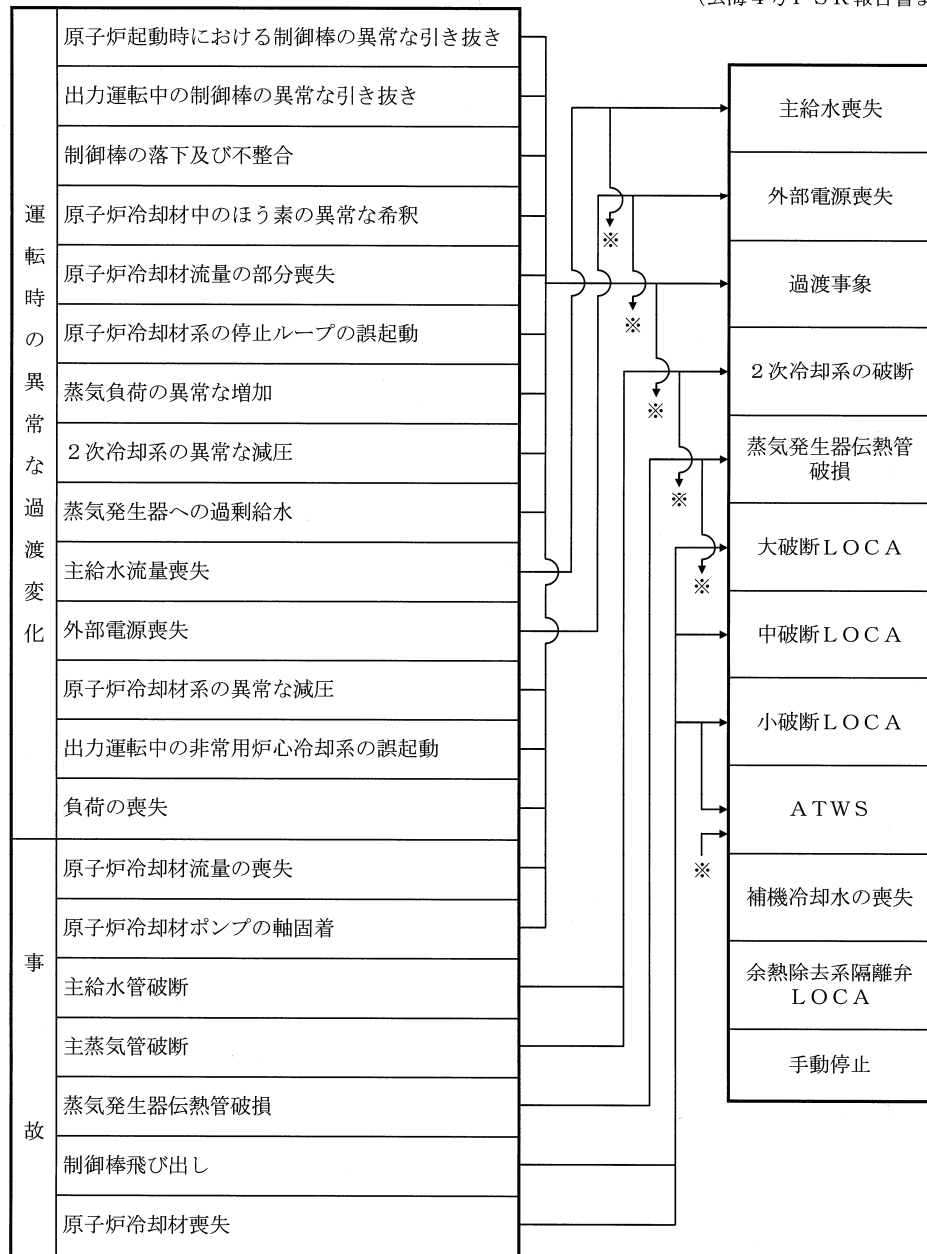 （玄海４号ＰＳＲ報告書ま
運転時の異常な過渡変化
原子炉起動時における制御棒の異常な引き抜き
出力運転中の制御棒の異常な引き抜き
制御棒の落下及び不整合
原子炉冷却材中のほう素の異常な希釈
原子炉冷却材流量の部分喪失
原子炉冷却材系の停止ループの誤起動
蒸気負荷の異常な増加
２次冷却系の異常な減圧
蒸気発生器への過剰給水
主給水流量喪失
外部電源喪失
原子炉冷却材系の異常な減圧
出力運転中の非常用炉心冷却系の誤起動
負荷の喪失
事故
原子炉冷却材流量の喪失
原子炉冷却材ポンプの軸固着
主給水管破断
主蒸気管破断
蒸気発生器伝熱管破損
制御棒飛び出し
原子炉冷却材喪失
※
※
※
※
※
※
主給水喪失
外部電源喪失
過渡事象
２次冷却系の破断
蒸気発生器伝熱管
破損
大破断ＬＯＣＡ
中破断ＬＯＣＡ
小破断ＬＯＣＡ
ＡＴＷＳ
補機冷却水の喪失
余熱除去系隔離弁
ＬＯＣＡ
手動停止